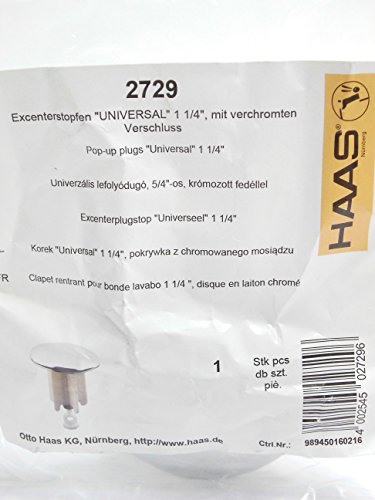 2729
Excenterstopfen "UNIVERSAL" 1 1/4", mit verchromten
Verschluss
Pop-up plugs "Universal" 1 1/4"
Univerzális lefolyódugó, 5/4"-os, krómozott fedéllel
Excenterplugstop "Universeel" 1 1/4"
Korek "Uniwersal" 1 1/4", pokrywka z chromowanego mosiądzu
FR
Clapet rentrant pour bonde lavabo 1 1/4 ", disque en laiton chromé
HAAS®
Nürnberg
1
Stk pcs
db szt.
piè.
4 002545 027296
Otto Haas KG, Nürnberg, http://www.haas.de
Ctrl.Nr.:
989450160216